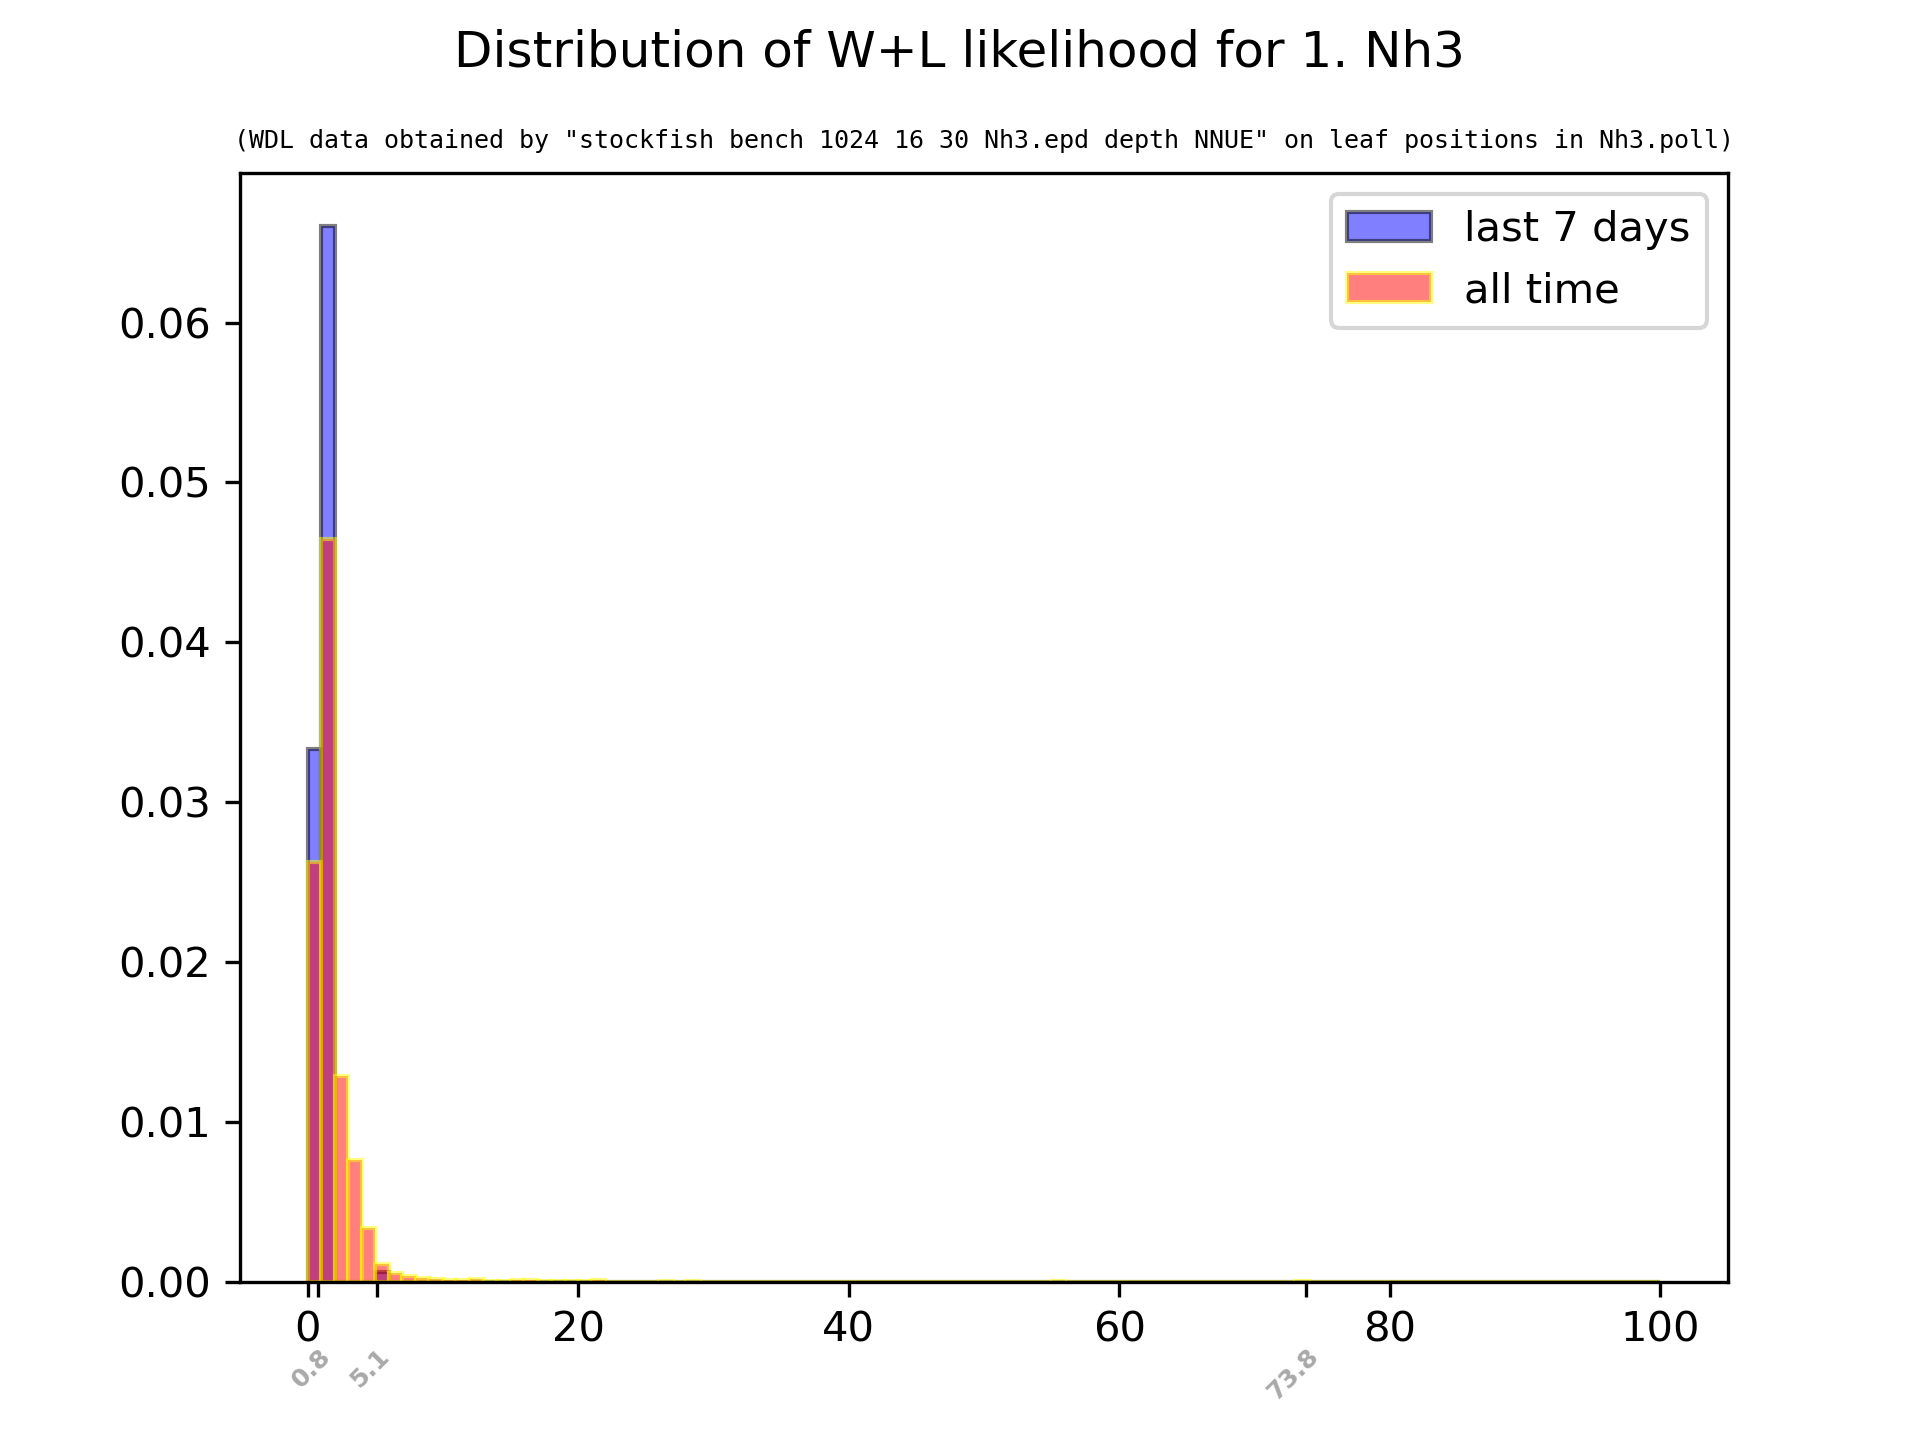 Distribution of W+L likelihood for 1. Nh3
(WDL data obtained by "stockfish bench 1024 16 30 Nh3.epd depth NNUE" on leaf positions in Nh3.poll)
last 7 days
all time
0.06
0.05
0.04
0.03
0.02
0.01
0.00
0 20 40 60 80 100
0.8 5.1 73.8